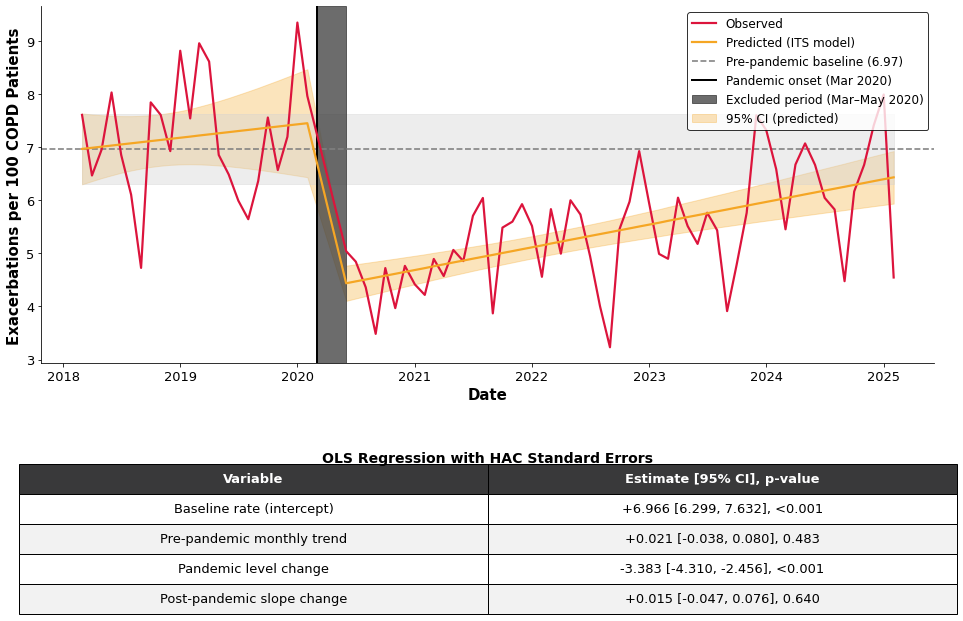 Exacerbations per 100 COPD Patients
9
8
7
6
5
4
3
Observed
Predicted (ITS model)
Pre-pandemic baseline (6.97)
Pandemic onset (Mar 2020)
Excluded period (Mar–May 2020)
95% CI (predicted)
2018 2019 2020 2021 2022 2023 2024 2025
Date
OLS Regression with HAC Standard Errors
Variable Estimate [95% CI], p-value
Baseline rate (intercept) +6.966 [6.299, 7.632], <0.001
Pre-pandemic monthly trend +0.021 [-0.038, 0.080], 0.483
Pandemic level change -3.383 [-4.310, -2.456], <0.001
Post-pandemic slope change +0.015 [-0.047, 0.076], 0.640